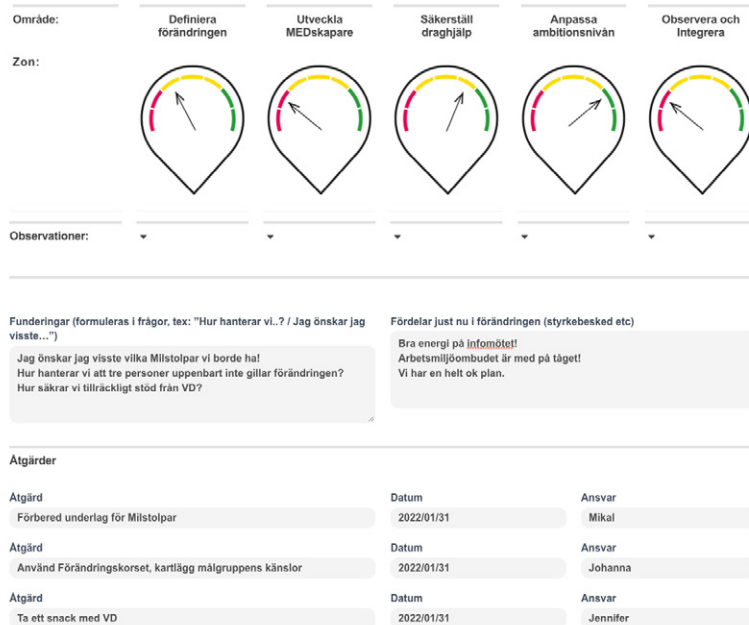 Område:
Definiera
förändringen
Utveckla
MEDskapare
Säkerställ
draghjälp
Anpassa
ambitionsnivån
Observera och
Integrera
Zon:
Observationer:
Funderingar (formuleras i frågor, tex: "Hur hanterar vi..? / Jag önskar jag
visste...")
Jag önskar jag visste vilka Milstolpar vi borde ha!
Hur hanterar vi att tre personer uppenbart inte gillar förändringen?
Hur säkrar vi tillräckligt stöd från VD?
Fördelar just nu i förändringen (styrkebesked etc)
Bra energi på infomötet!
Arbetsmiljöombudet är med på tåget!
Vi har en helt ok plan.
Åtgärder
Åtgärd
Datum
Ansvar
Förbered underlag för Milstolpar
2022/01/31
Mikal
Åtgärd
Datum
Ansvar
Använd Förändringskorset, kartlägg målgruppens känslor
2022/01/31
Johanna
Åtgärd
Datum
Ansvar
Ta ett snack med VD
2022/01/31
Jennifer